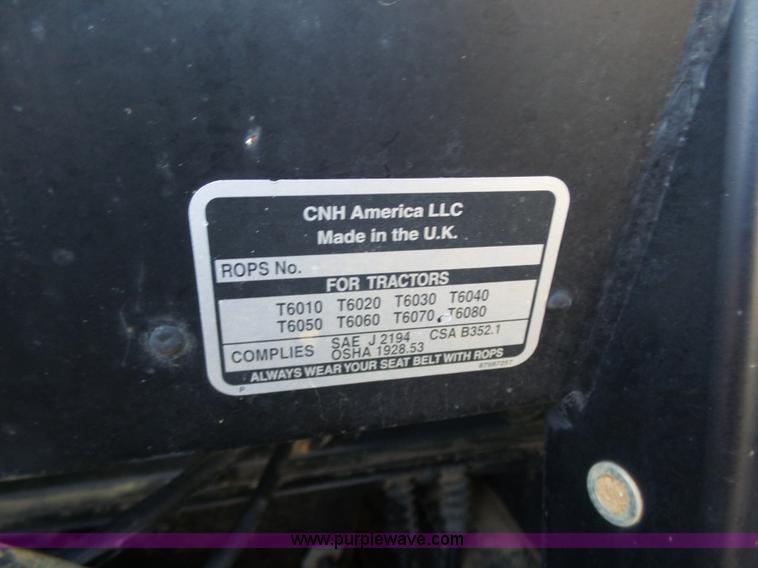 CNH America LLC
Made in the U.K.
ROPS No.
FOR TRACTORS
T6010 T6020 T6030 T6040
T6050 T6060 T6070 T6080
COMPLIES SAE J 2194 CSA B352.1
OSHA 1928.53
ALWAYS WEAR YOUR SEAT BELT WITH ROPS
P 87587257
www.purplewave.com